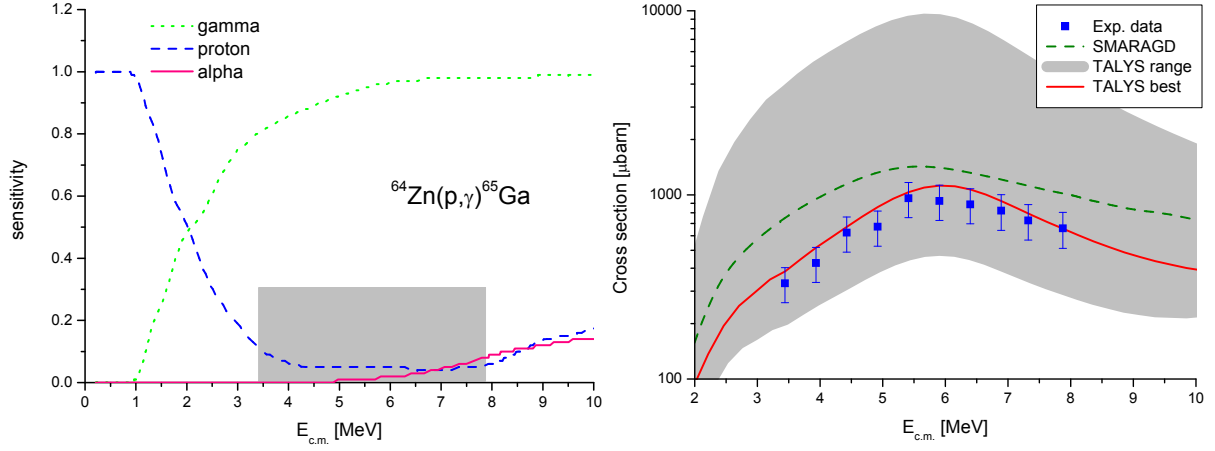 gamma
proton
alpha
⁶⁴Zn(p,γ)⁶⁵Ga
sensitivity
1.2
1.0
0.8
0.6
0.4
0.2
0.0
0 1 2 3 4 5 6 7 8 9 10
E_c.m. [MeV]
Exp. data
SMARAGD
TALYS range
TALYS best
Cross section [μbarn]
10000
1000
100
2 3 4 5 6 7 8 9 10
E_c.m. [MeV]